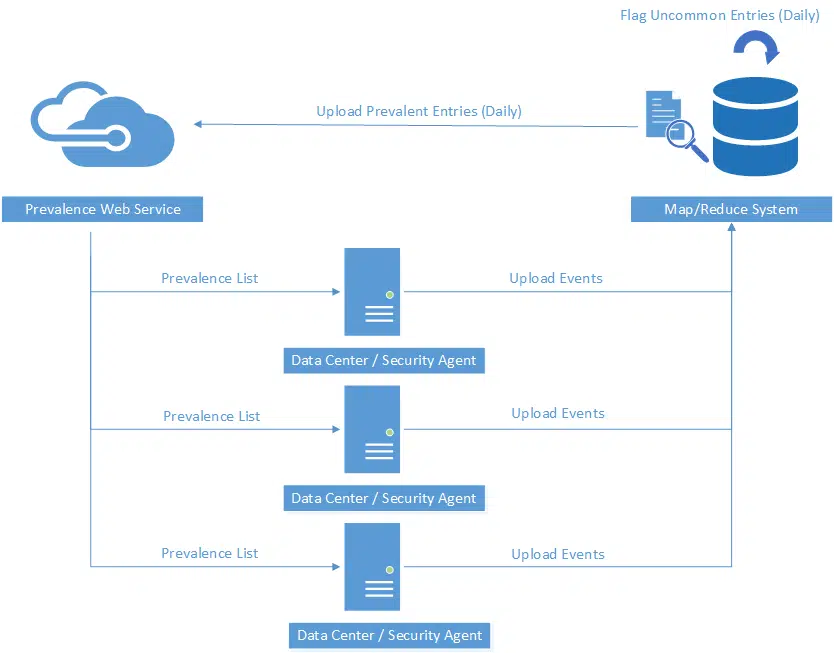 Flag Uncommon Entries (Daily)
Upload Prevalent Entries (Daily)
Prevalence Web Service
Map/Reduce System
Prevalence List
Upload Events
Data Center / Security Agent
Prevalence List
Upload Events
Data Center / Security Agent
Prevalence List
Upload Events
Data Center / Security Agent